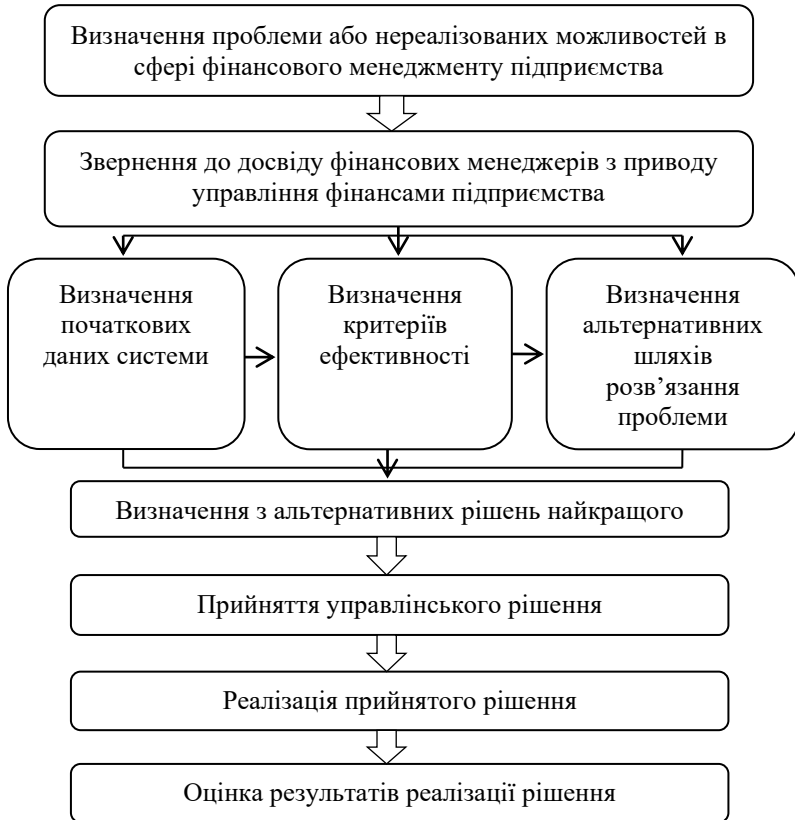 Визначення проблеми або нереалізованих можливостей в
сфері фінансового менеджменту підприємства
Звернення до досвіду фінансових менеджерів з приводу
управління фінансами підприємства
Визначення
початкових
даних системи
Визначення
критеріїв
ефективності
Визначення
альтернативних
шляхів
розв’язання
проблеми
Визначення з альтернативних рішень найкращого
Прийняття управлінського рішення
Реалізація прийнятого рішення
Оцінка результатів реалізації рішення